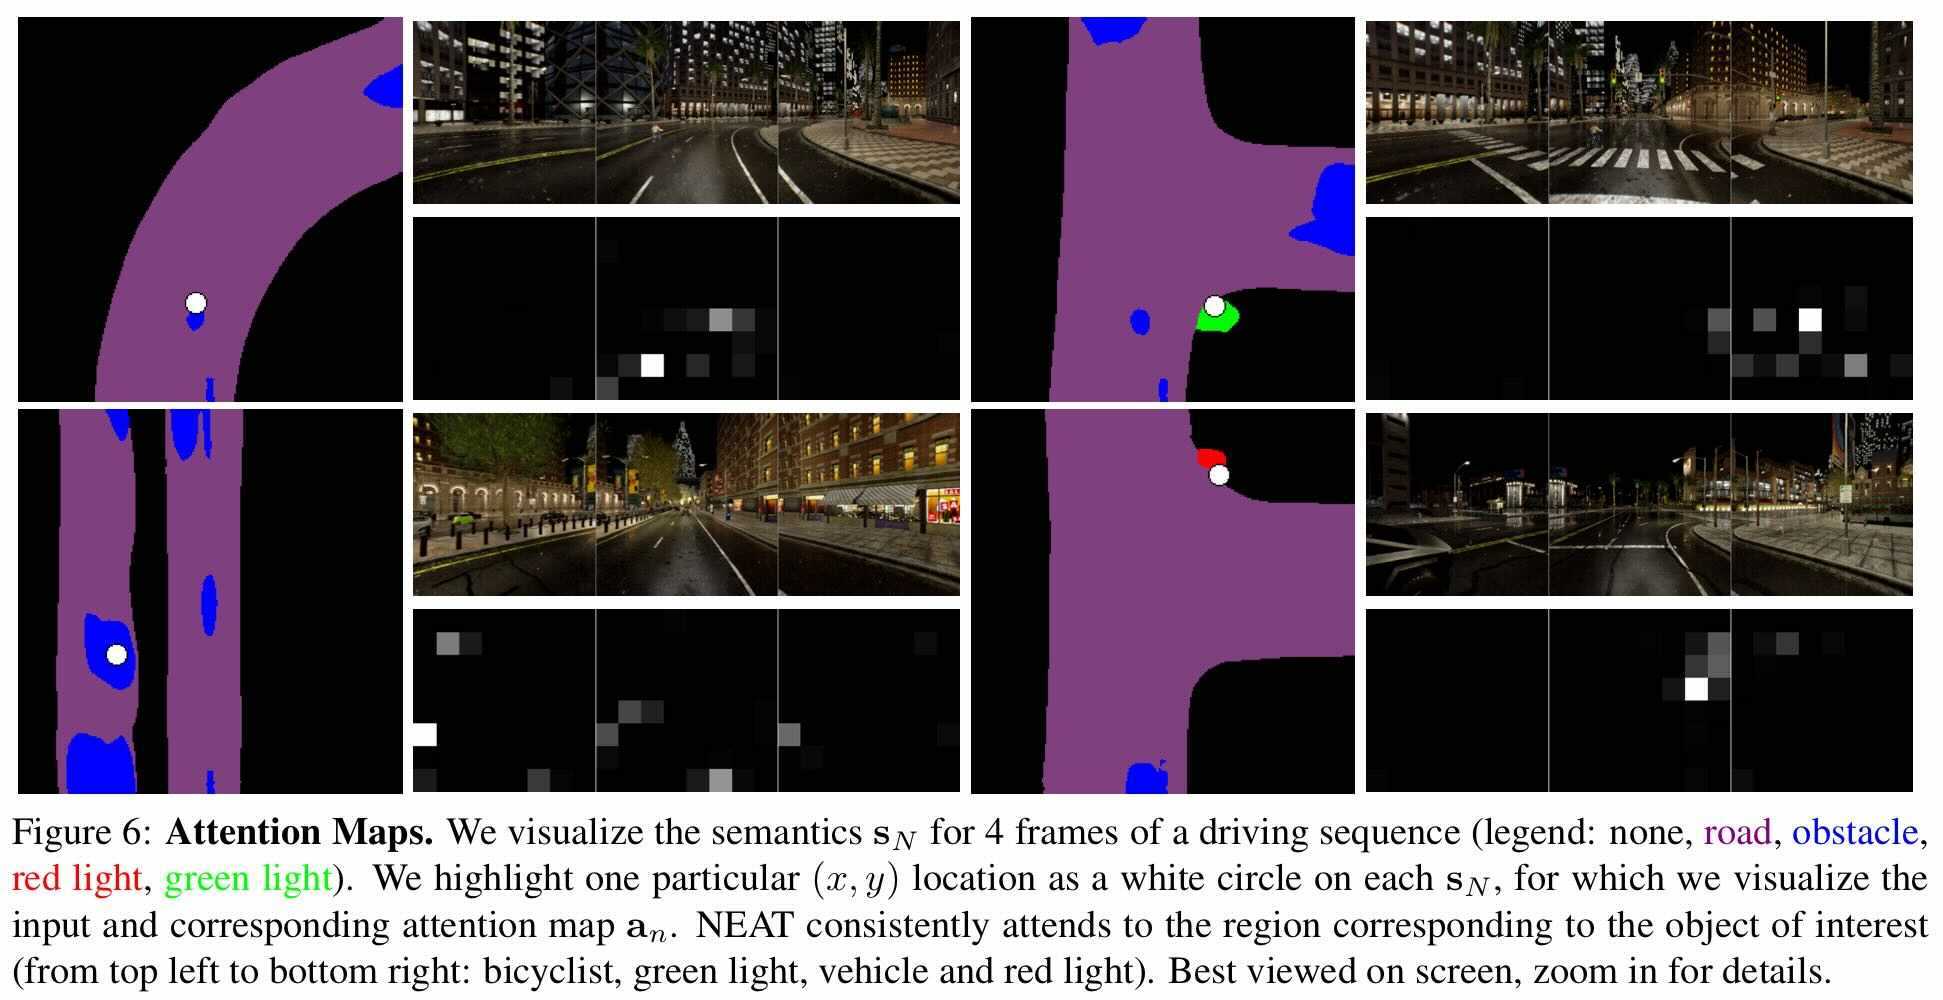 Figure 6: Attention Maps. We visualize the semantics s_N for 4 frames of a driving sequence (legend: none, road, obstacle,
red light, green light). We highlight one particular (x, y) location as a white circle on each s_N, for which we visualize the
input and corresponding attention map a_n. NEAT consistently attends to the region corresponding to the object of interest
(from top left to bottom right: bicyclist, green light, vehicle and red light). Best viewed on screen, zoom in for details.